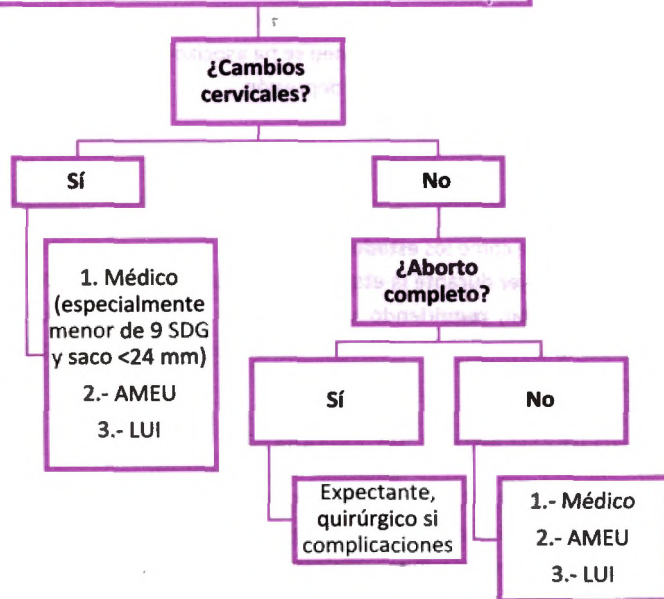 ¿Cambios
cervicales?
Sí
No
1. Médico
(especialmente
menor de 9 SDG
y saco <24 mm)
2.- AMEU
3.- LUI
¿Aborto
completo?
Sí
No
Expectante,
quirúrgico si
complicaciones
1.- Médico
2.- AMEU
3.- LUI